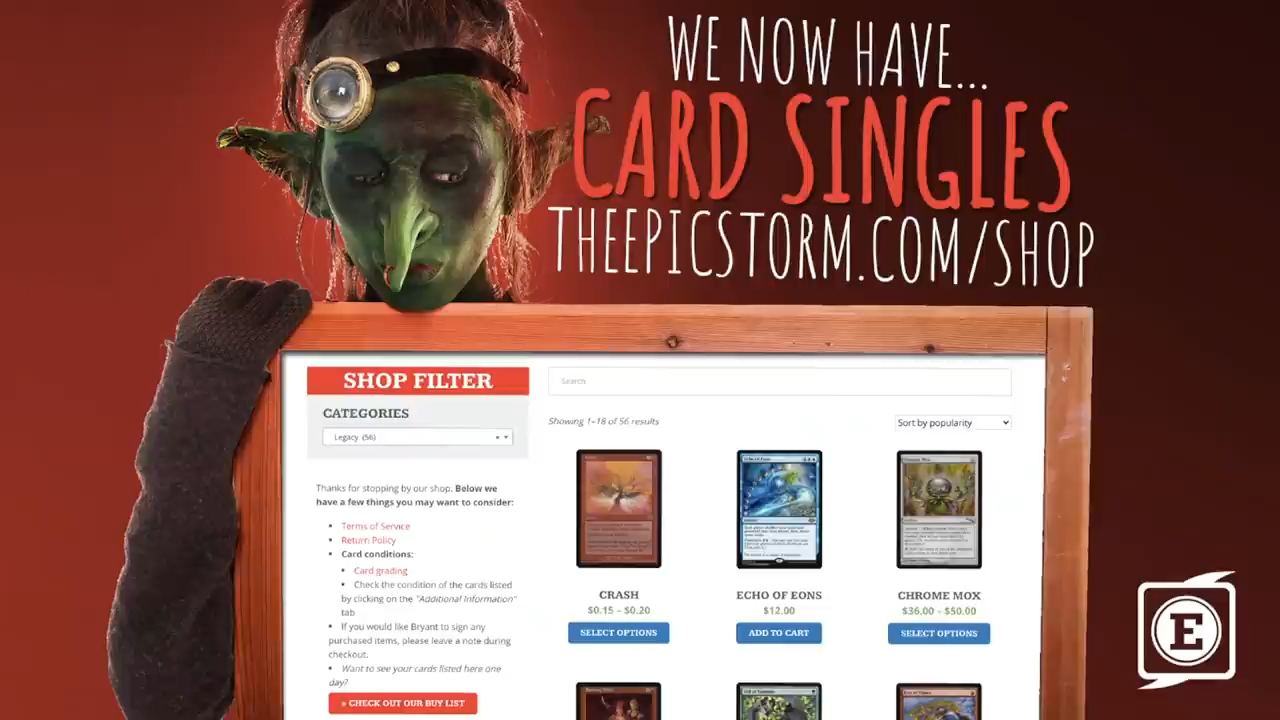 WE NOW HAVE...
CARD SINGLES
THEEPICSTORM.COM/SHOP
SHOP FILTER
CATEGORIES
Legacy (56)
Thanks for stopping by our shop. Below we
have a few things you may want to consider:
Terms of Service
Return Policy
Card conditions:
Card grading
Check the condition of the cards listed
by clicking on the "Additional Information"
tab
If you would like Bryant to sign any
purchased items, please leave a note during
checkout.
Want to see your cards listed here one
day?
» CHECK OUT OUR BUY LIST
Search
Showing 1–18 of 56 results
Sort by popularity
CRASH
$0.15 – $0.20
SELECT OPTIONS
ECHO OF EONS
$12.00
ADD TO CART
CHROME MOX
$36.00 – $50.00
SELECT OPTIONS
E